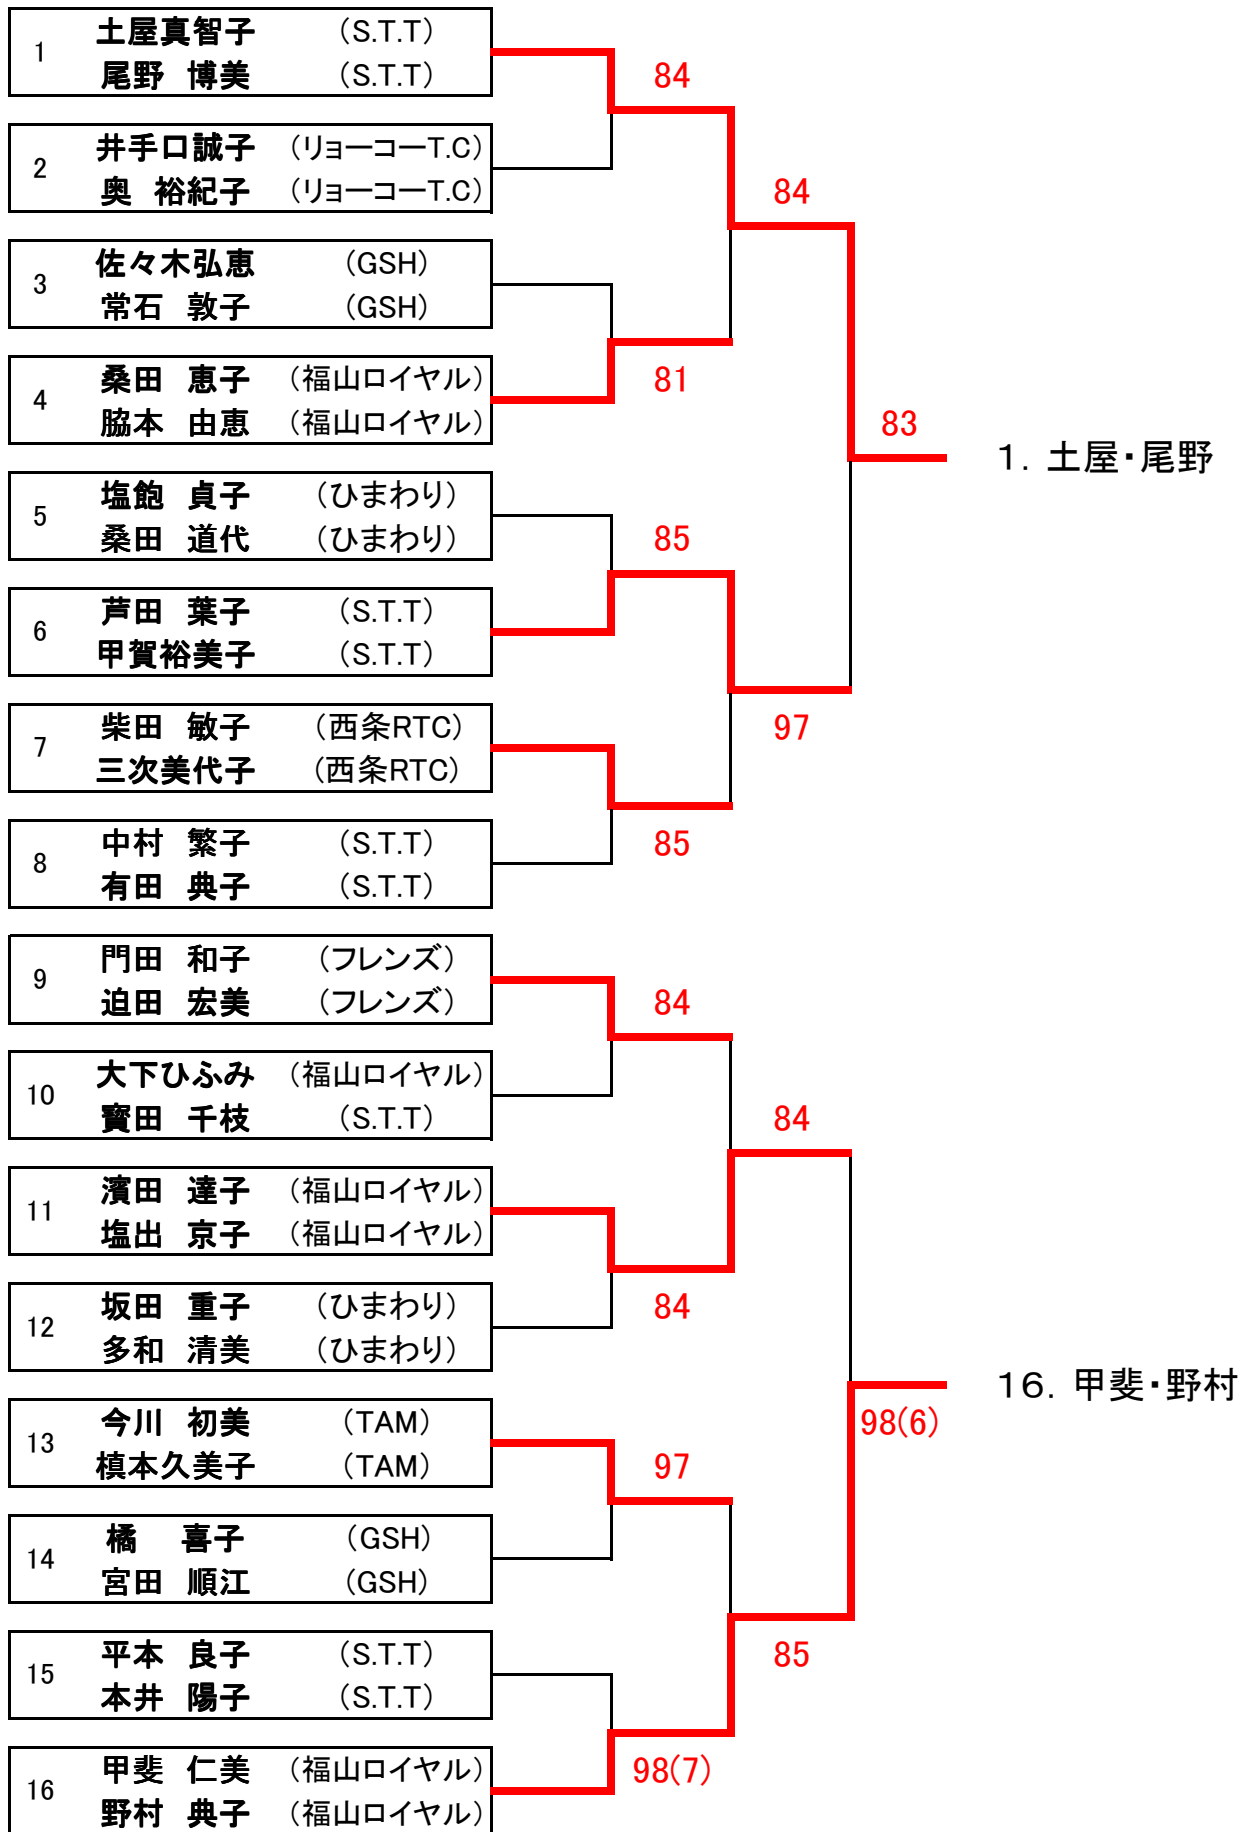 1 土屋真智子 (S.T.T)
尾野 博美 (S.T.T)
84
2 井手口誠子 (リョーコーT.C)
奥 裕紀子 (リョーコーT.C)
84
3 佐々木弘恵 (GSH)
常石 敦子 (GSH)
4 桑田 恵子 (福山ロイヤル)
脇本 由恵 (福山ロイヤル)
81
83
1. 土屋・尾野
5 塩飽 貞子 (ひまわり)
桑田 道代 (ひまわり)
85
6 芦田 葉子 (S.T.T)
甲賀裕美子 (S.T.T)
7 柴田 敏子 (西条RTC)
三次美代子 (西条RTC)
97
8 中村 繁子 (S.T.T)
有田 典子 (S.T.T)
85
9 門田 和子 (フレンズ)
迫田 宏美 (フレンズ)
84
10 大下ひふみ (福山ロイヤル)
寳田 千枝 (S.T.T)
84
11 濱田 達子 (福山ロイヤル)
塩出 京子 (福山ロイヤル)
12 坂田 重子 (ひまわり)
多和 清美 (ひまわり)
84
16. 甲斐・野村
98(6)
13 今川 初美 (TAM)
槙本久美子 (TAM)
97
14 橘 喜子 (GSH)
宮田 順江 (GSH)
15 平本 良子 (S.T.T)
本井 陽子 (S.T.T)
85
16 甲斐 仁美 (福山ロイヤル)
野村 典子 (福山ロイヤル)
98(7)